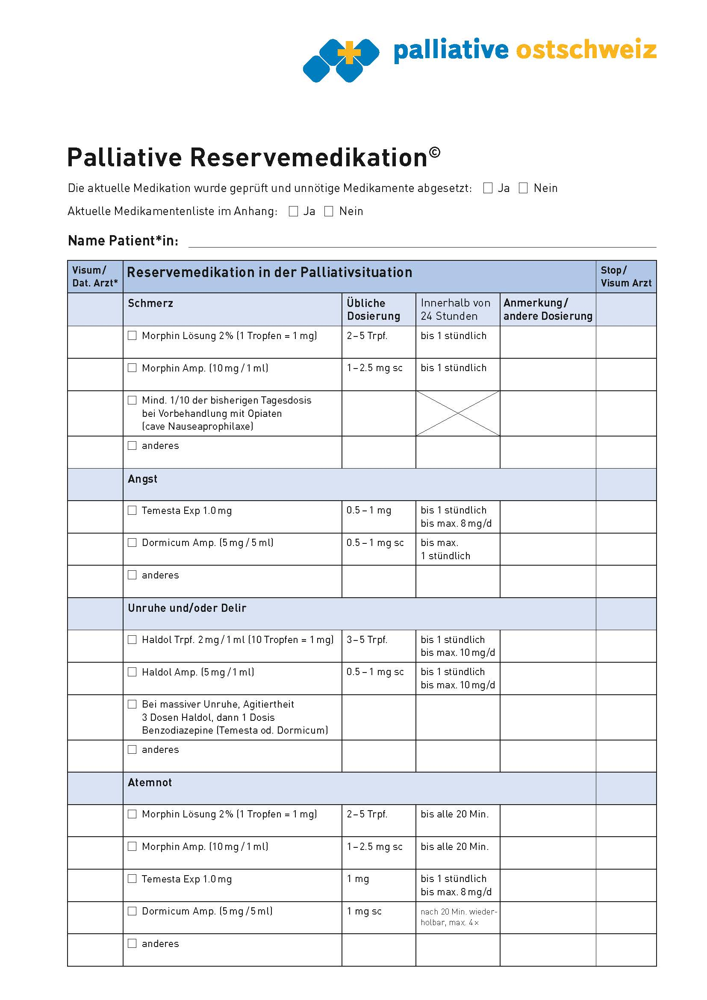 palliative ostschweiz
Palliative Reservemedikation©
Die aktuelle Medikation wurde geprüft und unnötige Medikamente abgesetzt: ☐ Ja ☐ Nein
Aktuelle Medikamentenliste im Anhang: ☐ Ja ☐ Nein
Name Patient*in:
Visum/
Dat. Arzt*
Reservemedikation in der Palliativsituation
Stop/
Visum Arzt
Schmerz
Übliche
Dosierung
Innerhalb von
24 Stunden
Anmerkung/
andere Dosierung
☐ Morphin Lösung 2% (1 Tropfen = 1 mg)
2–5 Trpf.
bis 1 stündlich
☐ Morphin Amp. (10 mg / 1 ml)
1–2.5 mg sc
bis 1 stündlich
☐ Mind. 1/10 der bisherigen Tagesdosis
bei Vorbehandlung mit Opiaten
(cave Nauseaprophilaxe)
☐ anderes
Angst
☐ Temesta Exp 1.0 mg
0.5 – 1 mg
bis 1 stündlich
bis max. 8 mg/d
☐ Dormicum Amp. (5 mg / 5 ml)
0.5 – 1 mg sc
bis max.
1 stündlich
☐ anderes
Unruhe und/oder Delir
☐ Haldol Trpf. 2 mg / 1 ml (10 Tropfen = 1 mg)
3–5 Trpf.
bis 1 stündlich
bis max. 10 mg/d
☐ Haldol Amp. (5 mg / 1 ml)
0.5 – 1 mg sc
bis 1 stündlich
bis max. 10 mg/d
☐ Bei massiver Unruhe, Agitiertheit
3 Dosen Haldol, dann 1 Dosis
Benzodiazepine (Temesta od. Dormicum)
☐ anderes
Atemnot
☐ Morphin Lösung 2% (1 Tropfen = 1 mg)
2–5 Trpf.
bis alle 20 Min.
☐ Morphin Amp. (10 mg / 1 ml)
1–2.5 mg sc
bis alle 20 Min.
☐ Temesta Exp 1.0 mg
1 mg
bis 1 stündlich
bis max. 8 mg/d
☐ Dormicum Amp. (5 mg / 5 ml)
1 mg sc
nach 20 Min. wieder-
holbar, max. 4×
☐ anderes